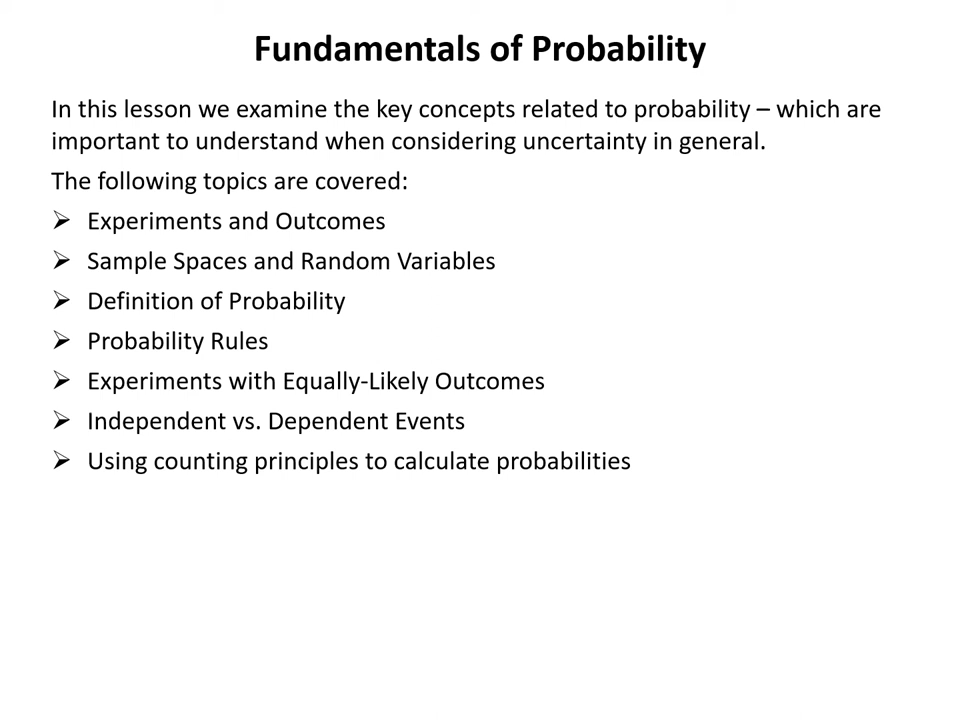 Fundamentals of Probability
In this lesson we examine the key concepts related to probability – which are
important to understand when considering uncertainty in general.
The following topics are covered:
➢ Experiments and Outcomes
➢ Sample Spaces and Random Variables
➢ Definition of Probability
➢ Probability Rules
➢ Experiments with Equally-Likely Outcomes
➢ Independent vs. Dependent Events
➢ Using counting principles to calculate probabilities